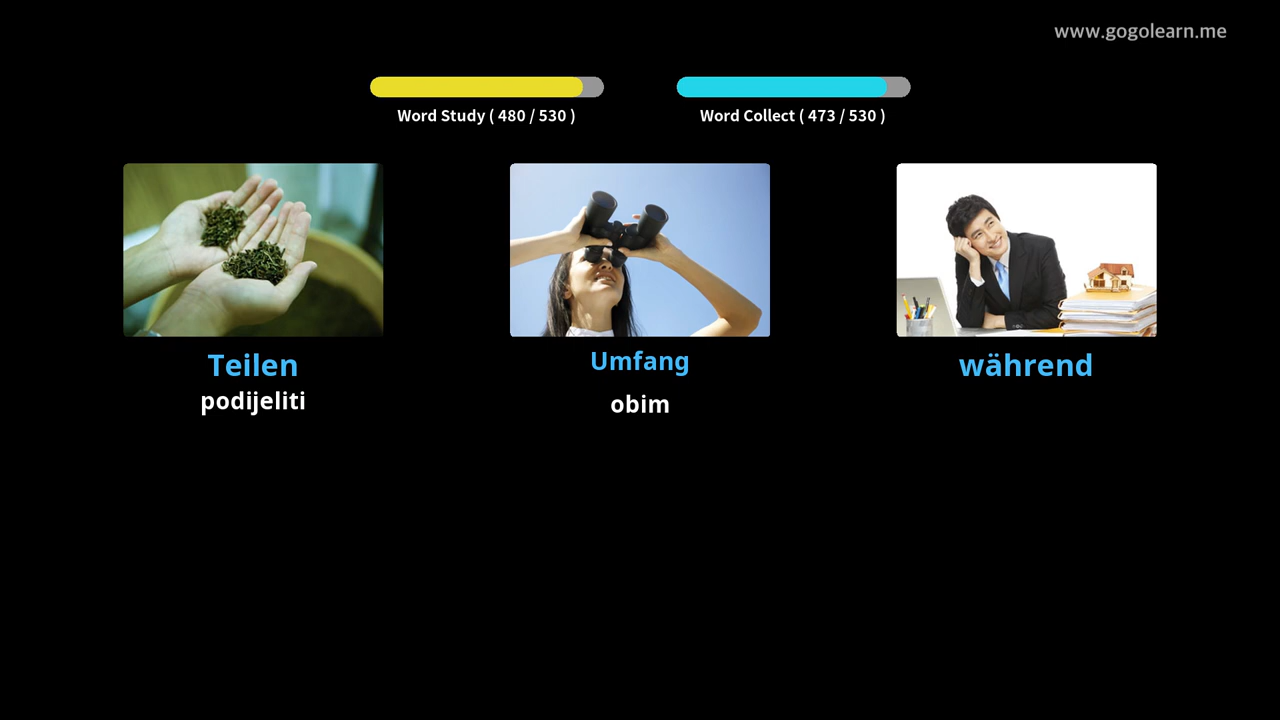 www.gogolearn.me
Word Study ( 480 / 530 )
Word Collect ( 473 / 530 )
Teilen
podijeliti
Umfang
obim
während